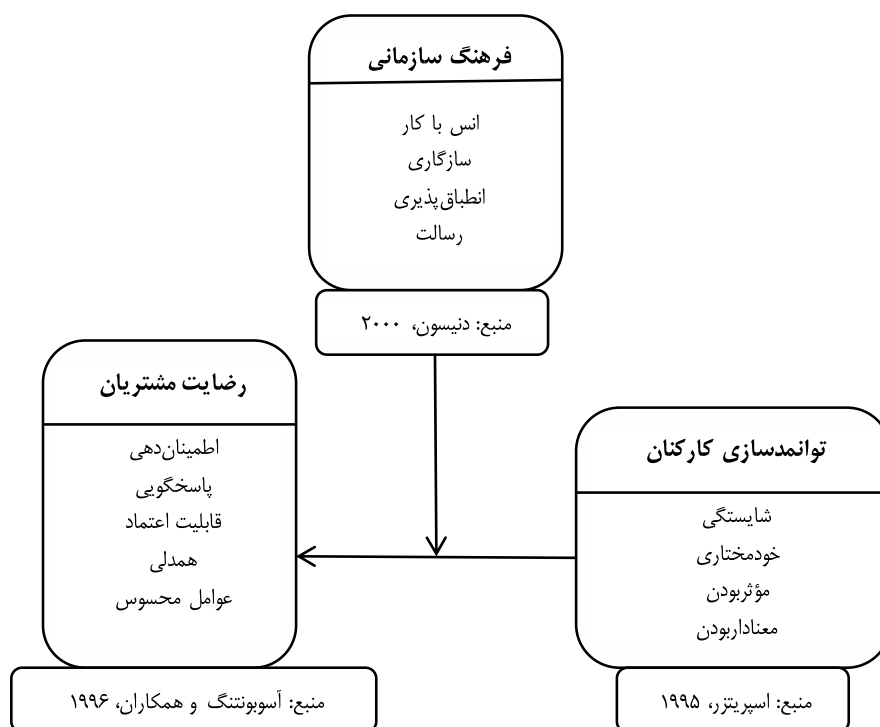 فرهنگ سازمانی
انس با کار
سازگاری
انطباق‌پذیری
رسالت
منبع: دنیسون، ۲۰۰۰
توانمدسازی کارکنان
شایستگی
خودمختاری
مؤثربودن
معناداربودن
منبع: اسپریتزر، ۱۹۹۵
رضایت مشتریان
اطمینان‌دهی
پاسخگویی
قابلیت اعتماد
همدلی
عوامل محسوس
منبع: آسوبونتنگ و همکاران، ۱۹۹۶